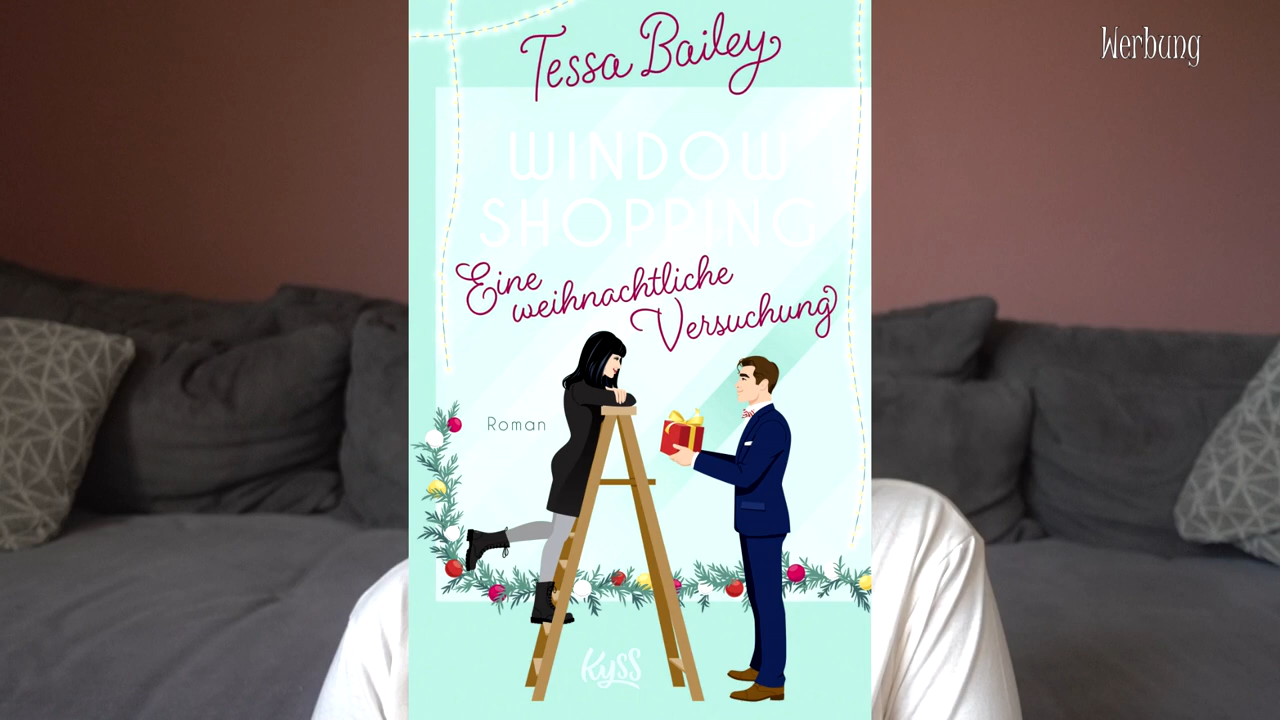 Tessa Bailey
Werbung
WINDOW
SHOPPING
Eine
weihnachtliche
Versuchung
Roman
KYSS